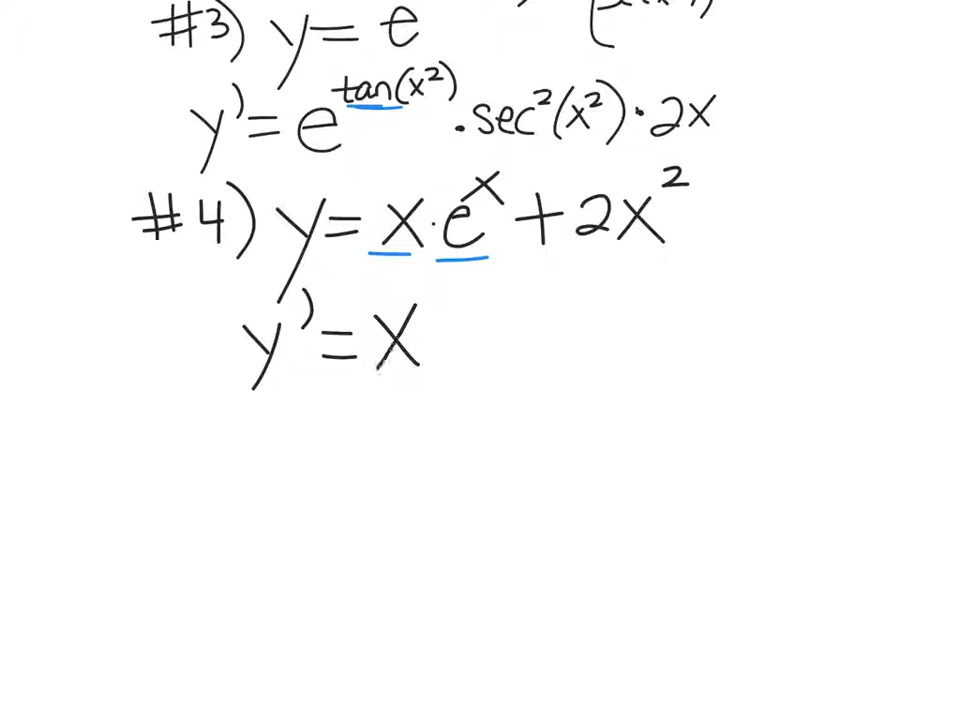 #3) y = e
y' = e^tan(x²) · sec²(x²) · 2x
#4) y = x · e^x + 2x²
y' = x